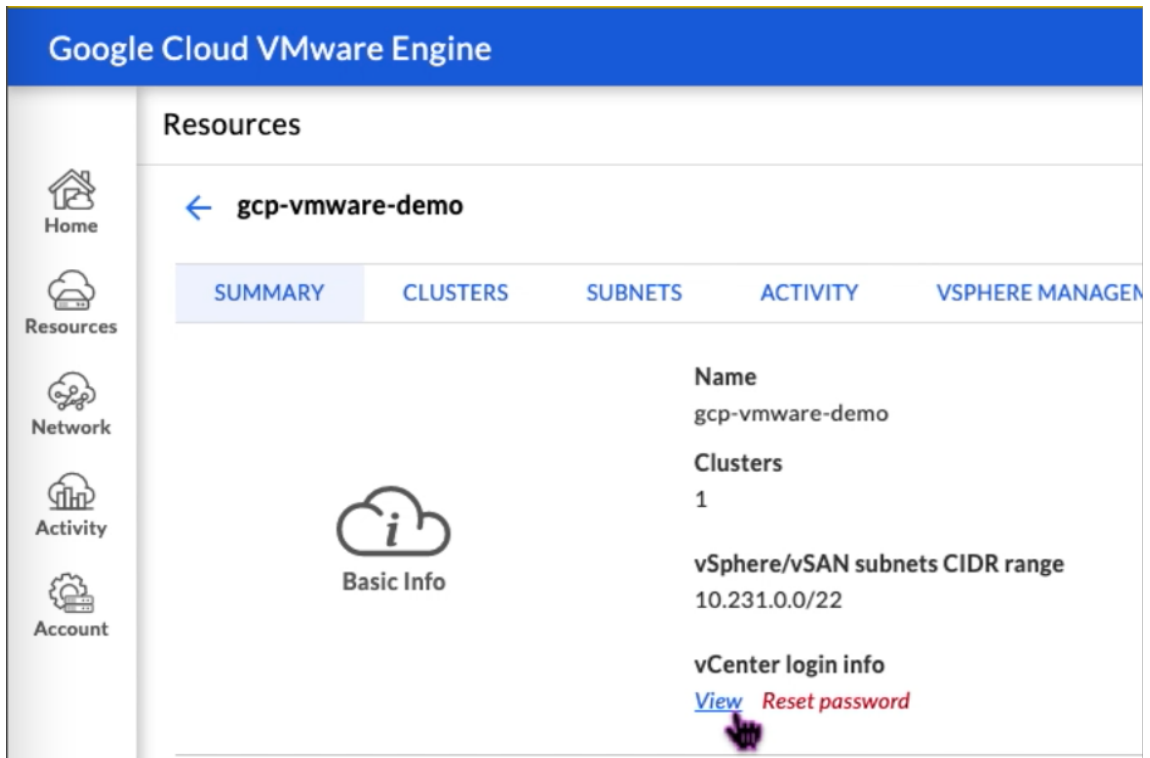 Google Cloud VMware Engine
Resources
Home
Resources
Network
Activity
Account
gcp-vmware-demo
SUMMARY CLUSTERS SUBNETS ACTIVITY VSPHERE MANAGEM
Basic Info
Name
gcp-vmware-demo
Clusters
1
vSphere/vSAN subnets CIDR range
10.231.0.0/22
vCenter login info
View Reset password